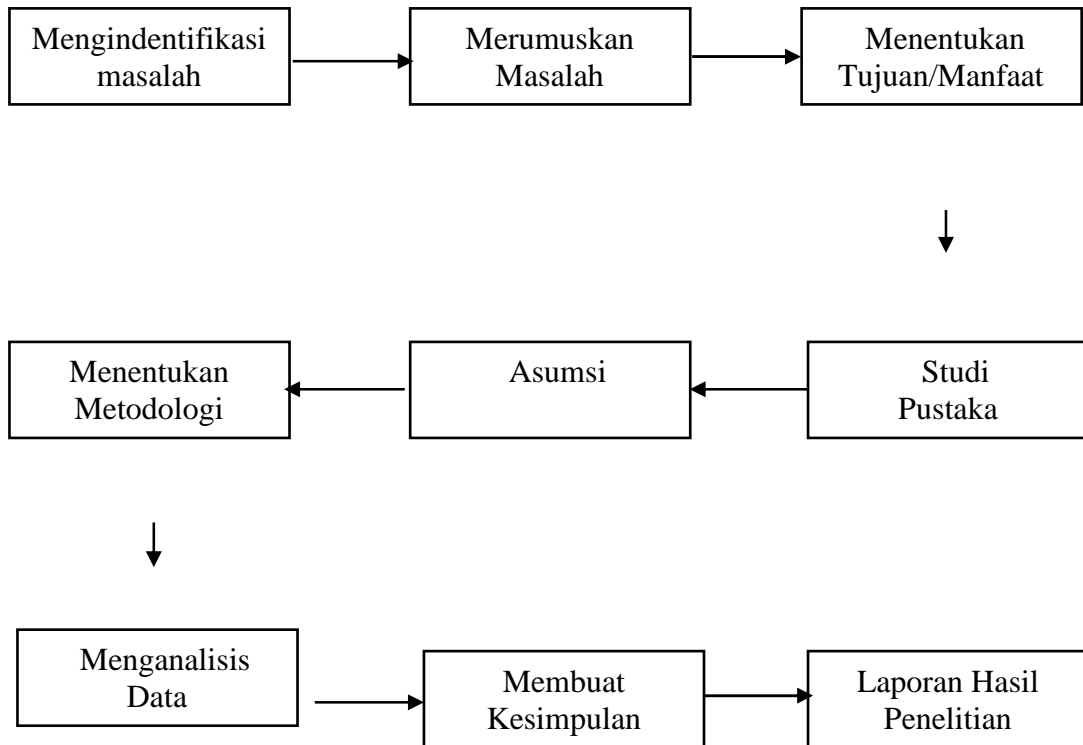 Mengindentifikasi
masalah
Merumuskan
Masalah
Menentukan
Tujuan/Manfaat
Studi
Pustaka
Asumsi
Menentukan
Metodologi
Menganalisis
Data
Membuat
Kesimpulan
Laporan Hasil
Penelitian